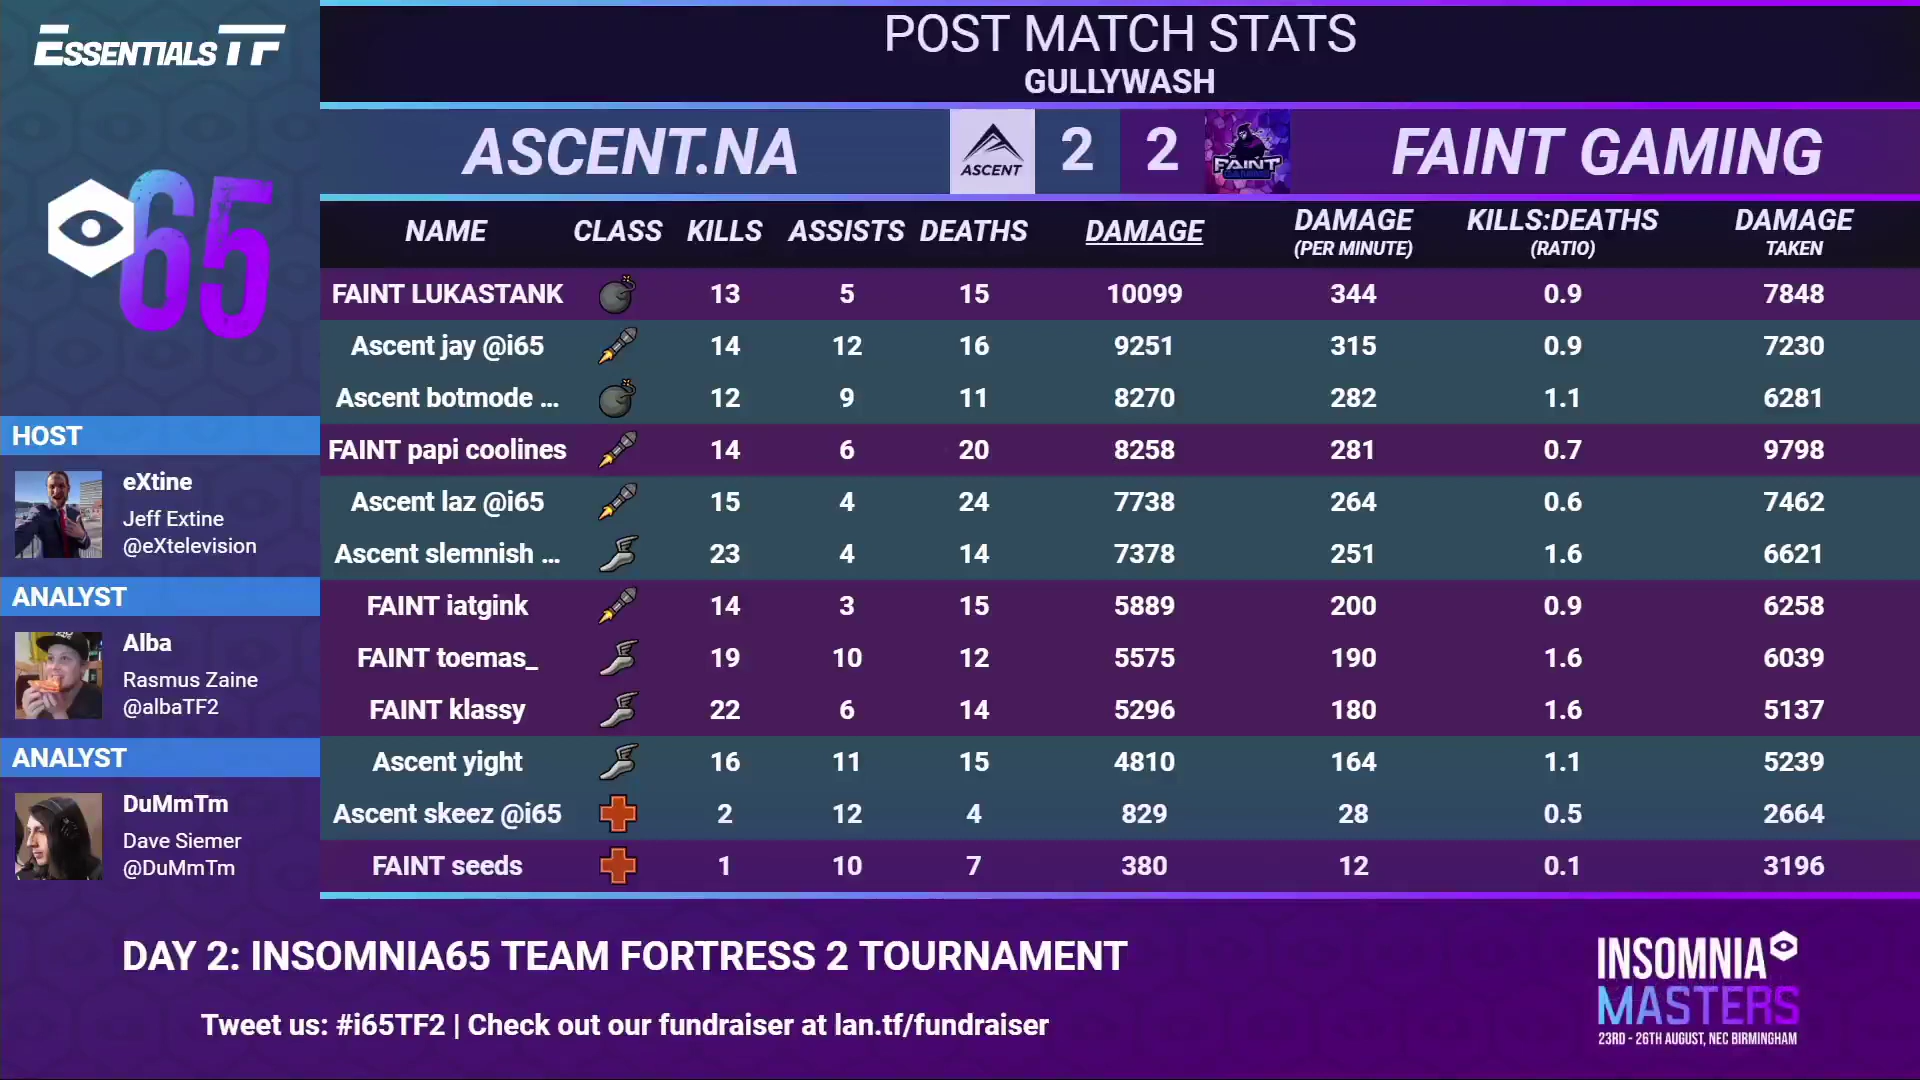 ESSENTIALSTF
65
POST MATCH STATS
GULLYWASH
ASCENT.NA ASCENT 2 2 FAINT GAMING FAINT GAMING
NAME CLASS KILLS ASSISTS DEATHS DAMAGE DAMAGE (PER MINUTE) KILLS:DEATHS (RATIO) DAMAGE TAKEN
FAINT LUKASTANK 13 5 15 10099 344 0.9 7848
Ascent jay @i65 14 12 16 9251 315 0.9 7230
Ascent botmode ... 12 9 11 8270 282 1.1 6281
FAINT papi coolines 14 6 20 8258 281 0.7 9798
Ascent laz @i65 15 4 24 7738 264 0.6 7462
Ascent slemnish ... 23 4 14 7378 251 1.6 6621
FAINT iatgink 14 3 15 5889 200 0.9 6258
FAINT toemas_ 19 10 12 5575 190 1.6 6039
FAINT klassy 22 6 14 5296 180 1.6 5137
Ascent yight 16 11 15 4810 164 1.1 5239
Ascent skeez @i65 2 12 4 829 28 0.5 2664
FAINT seeds 1 10 7 380 12 0.1 3196
HOST
eXtine
Jeff Extine
@eXtelevision
ANALYST
Alba
Rasmus Zaine
@albaTF2
ANALYST
DuMmTm
Dave Siemer
@DuMmTm
DAY 2: INSOMNIA65 TEAM FORTRESS 2 TOURNAMENT
Tweet us: #i65TF2 | Check out our fundraiser at lan.tf/fundraiser
INSOMNIA
MASTERS
23RD - 26TH AUGUST, NEC BIRMINGHAM